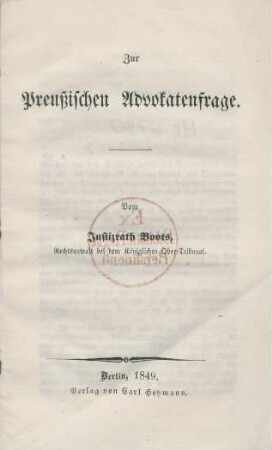 Zur
Preußischen Advokatenfrage.
Vom
Justizrath Boots,
Rechtsanwalt bei dem Königlichen Ober-Tribunal.
Berlin, 1849.
Verlag von Carl Heymann.